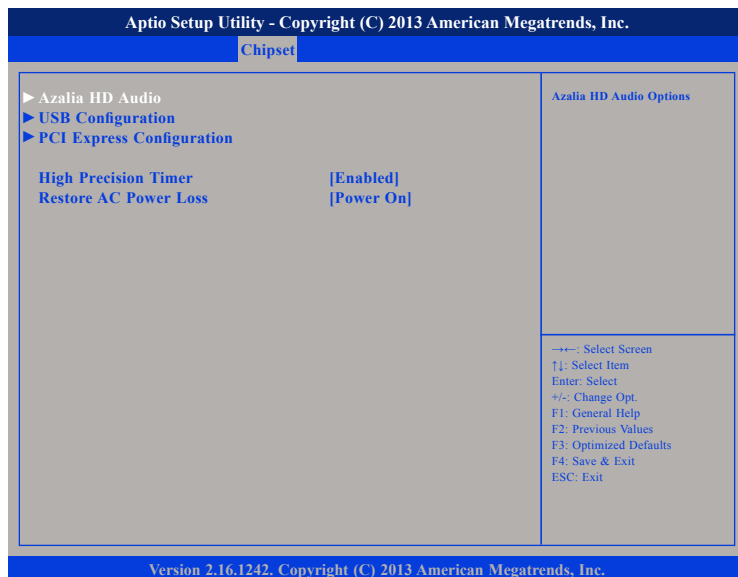 Aptio Setup Utility - Copyright (C) 2013 American Megatrends, Inc.
Chipset
► Azalia HD Audio
► USB Configuration
► PCI Express Configuration
High Precision Timer [Enabled]
Restore AC Power Loss [Power On]
Azalia HD Audio Options
→←: Select Screen
↑↓: Select Item
Enter: Select
+/-: Change Opt.
F1: General Help
F2: Previous Values
F3: Optimized Defaults
F4: Save & Exit
ESC: Exit
Version 2.16.1242. Copyright (C) 2013 American Megatrends, Inc.